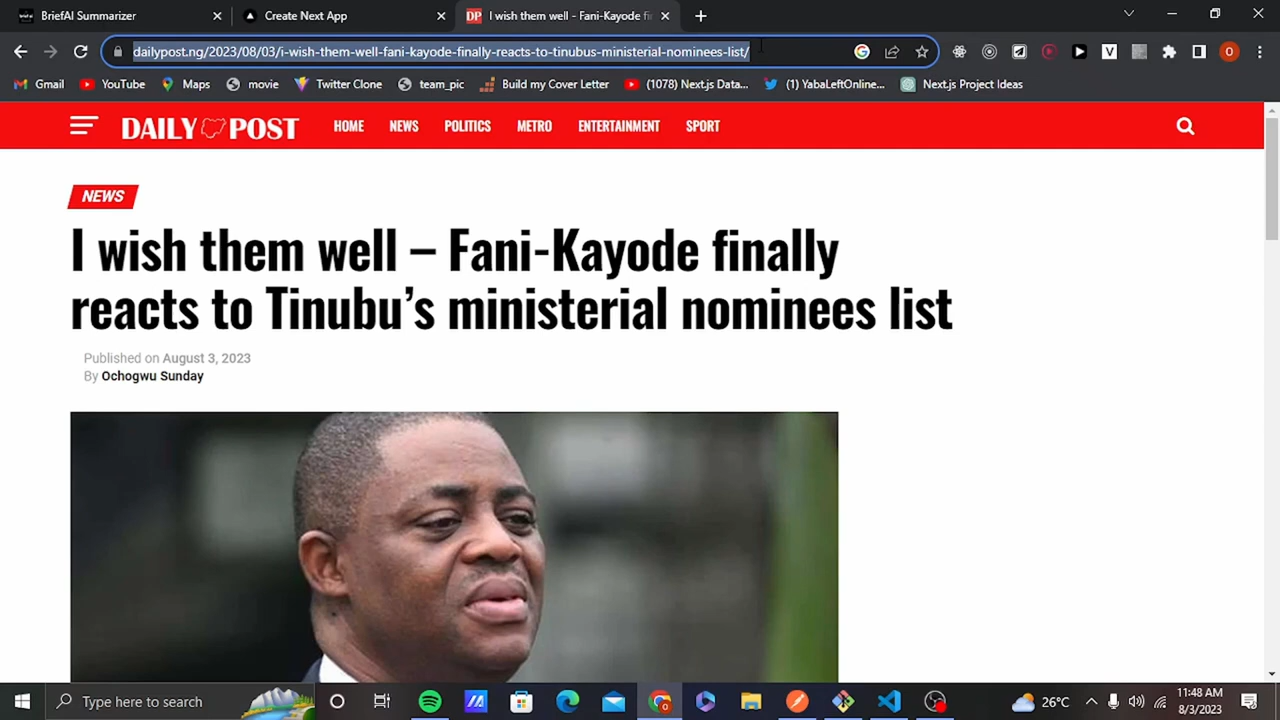 BriefAI Summarizer
Create Next App
DP I wish them well – Fani-Kayode fi
dailypost.ng/2023/08/03/i-wish-them-well-fani-kayode-finally-reacts-to-tinubus-ministerial-nominees-list/
Gmail YouTube Maps movie Twitter Clone team_pic Build my Cover Letter (1078) Next.js Data... (1) YabaLeftOnline... Next.js Project Ideas
DAILY POST HOME NEWS POLITICS METRO ENTERTAINMENT SPORT
NEWS
I wish them well – Fani-Kayode finally
reacts to Tinubu’s ministerial nominees list
Published on August 3, 2023
By Ochogwu Sunday
Type here to search
26°C
11:48 AM
8/3/2023